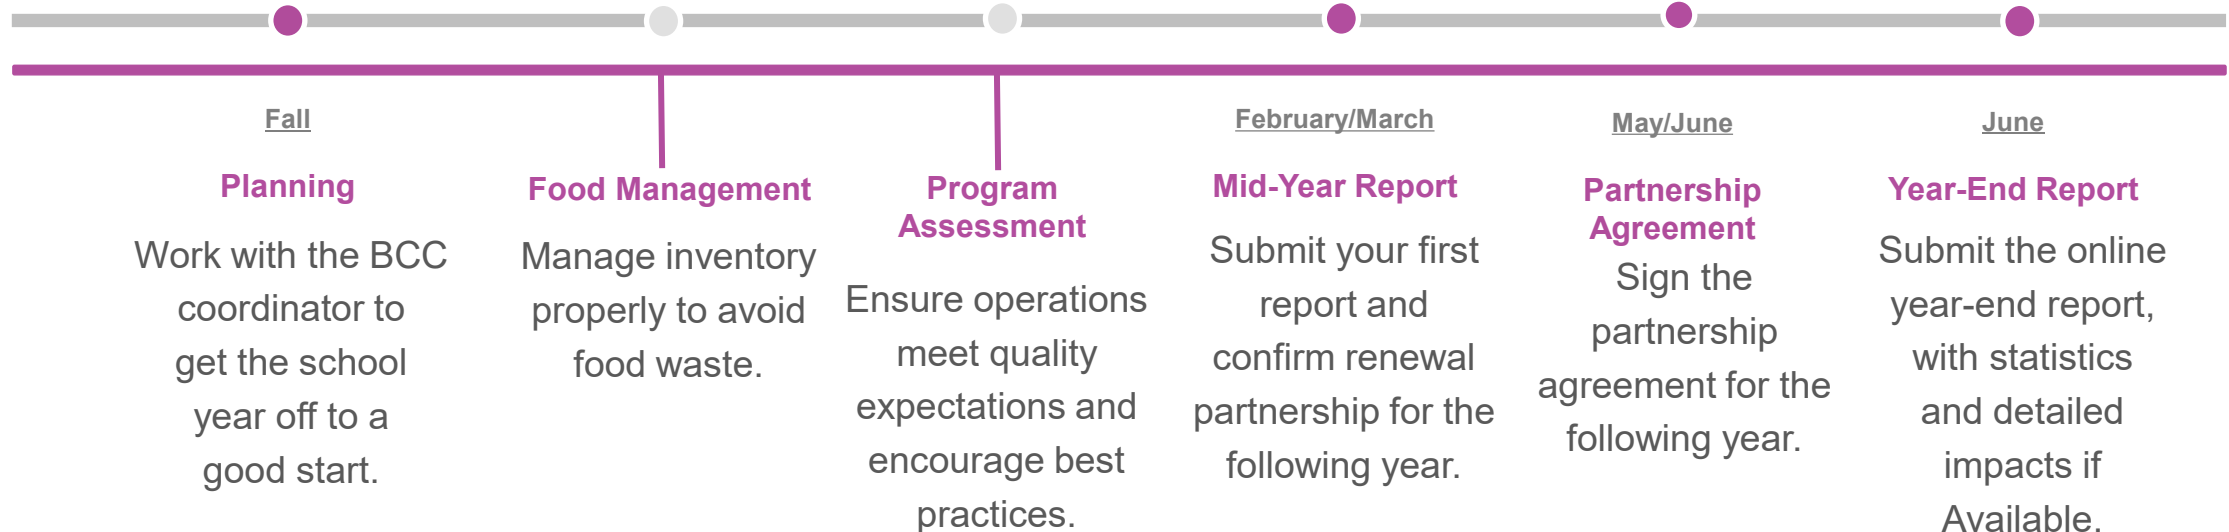 Fall
Planning
Work with the BCC
coordinator to
get the school
year off to a
good start.
Food Management
Manage inventory
properly to avoid
food waste.
Program
Assessment
Ensure operations
meet quality
expectations and
encourage best
practices.
February/March
Mid-Year Report
Submit your first
report and
confirm renewal
partnership for the
following year.
May/June
Partnership
Agreement
Sign the
partnership
agreement for the
following year.
June
Year-End Report
Submit the online
year-end report,
with statistics
and detailed
impacts if
Available.